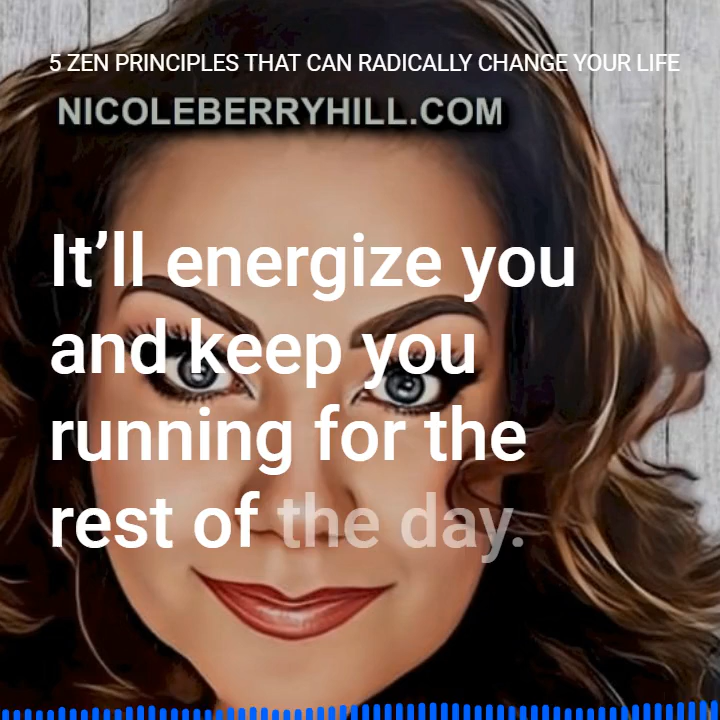 5 ZEN PRINCIPLES THAT CAN RADICALLY CHANGE YOUR LIFE
NICOLEBERRYHILL.COM
It’ll energize you
and keep you
running for the
rest of the day.